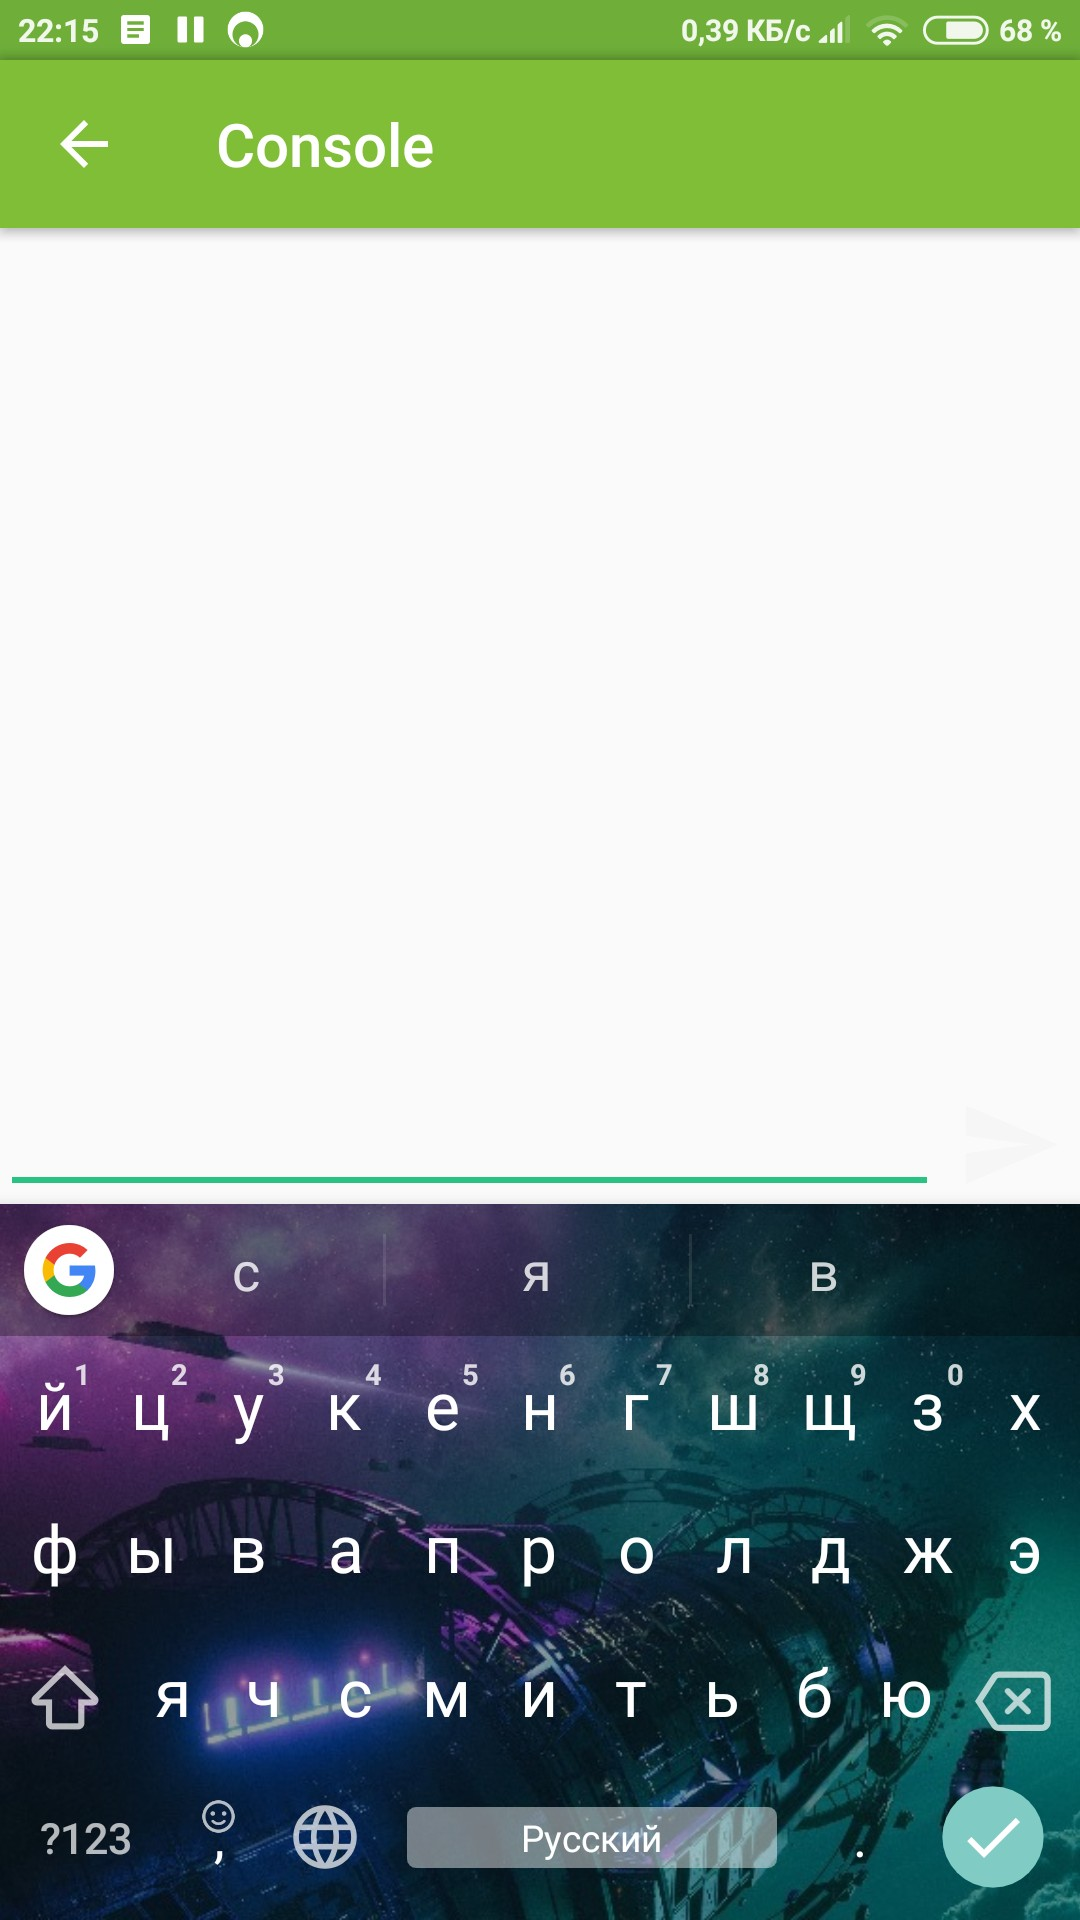 22:15 0,39 КБ/с 68 %
Console
с я в
1 2 3 4 5 6 7 8 9 0
й ц у к е н г ш щ з х
ф ы в а п р о л д ж э
я ч с м и т ь б ю
?123 , Русский .